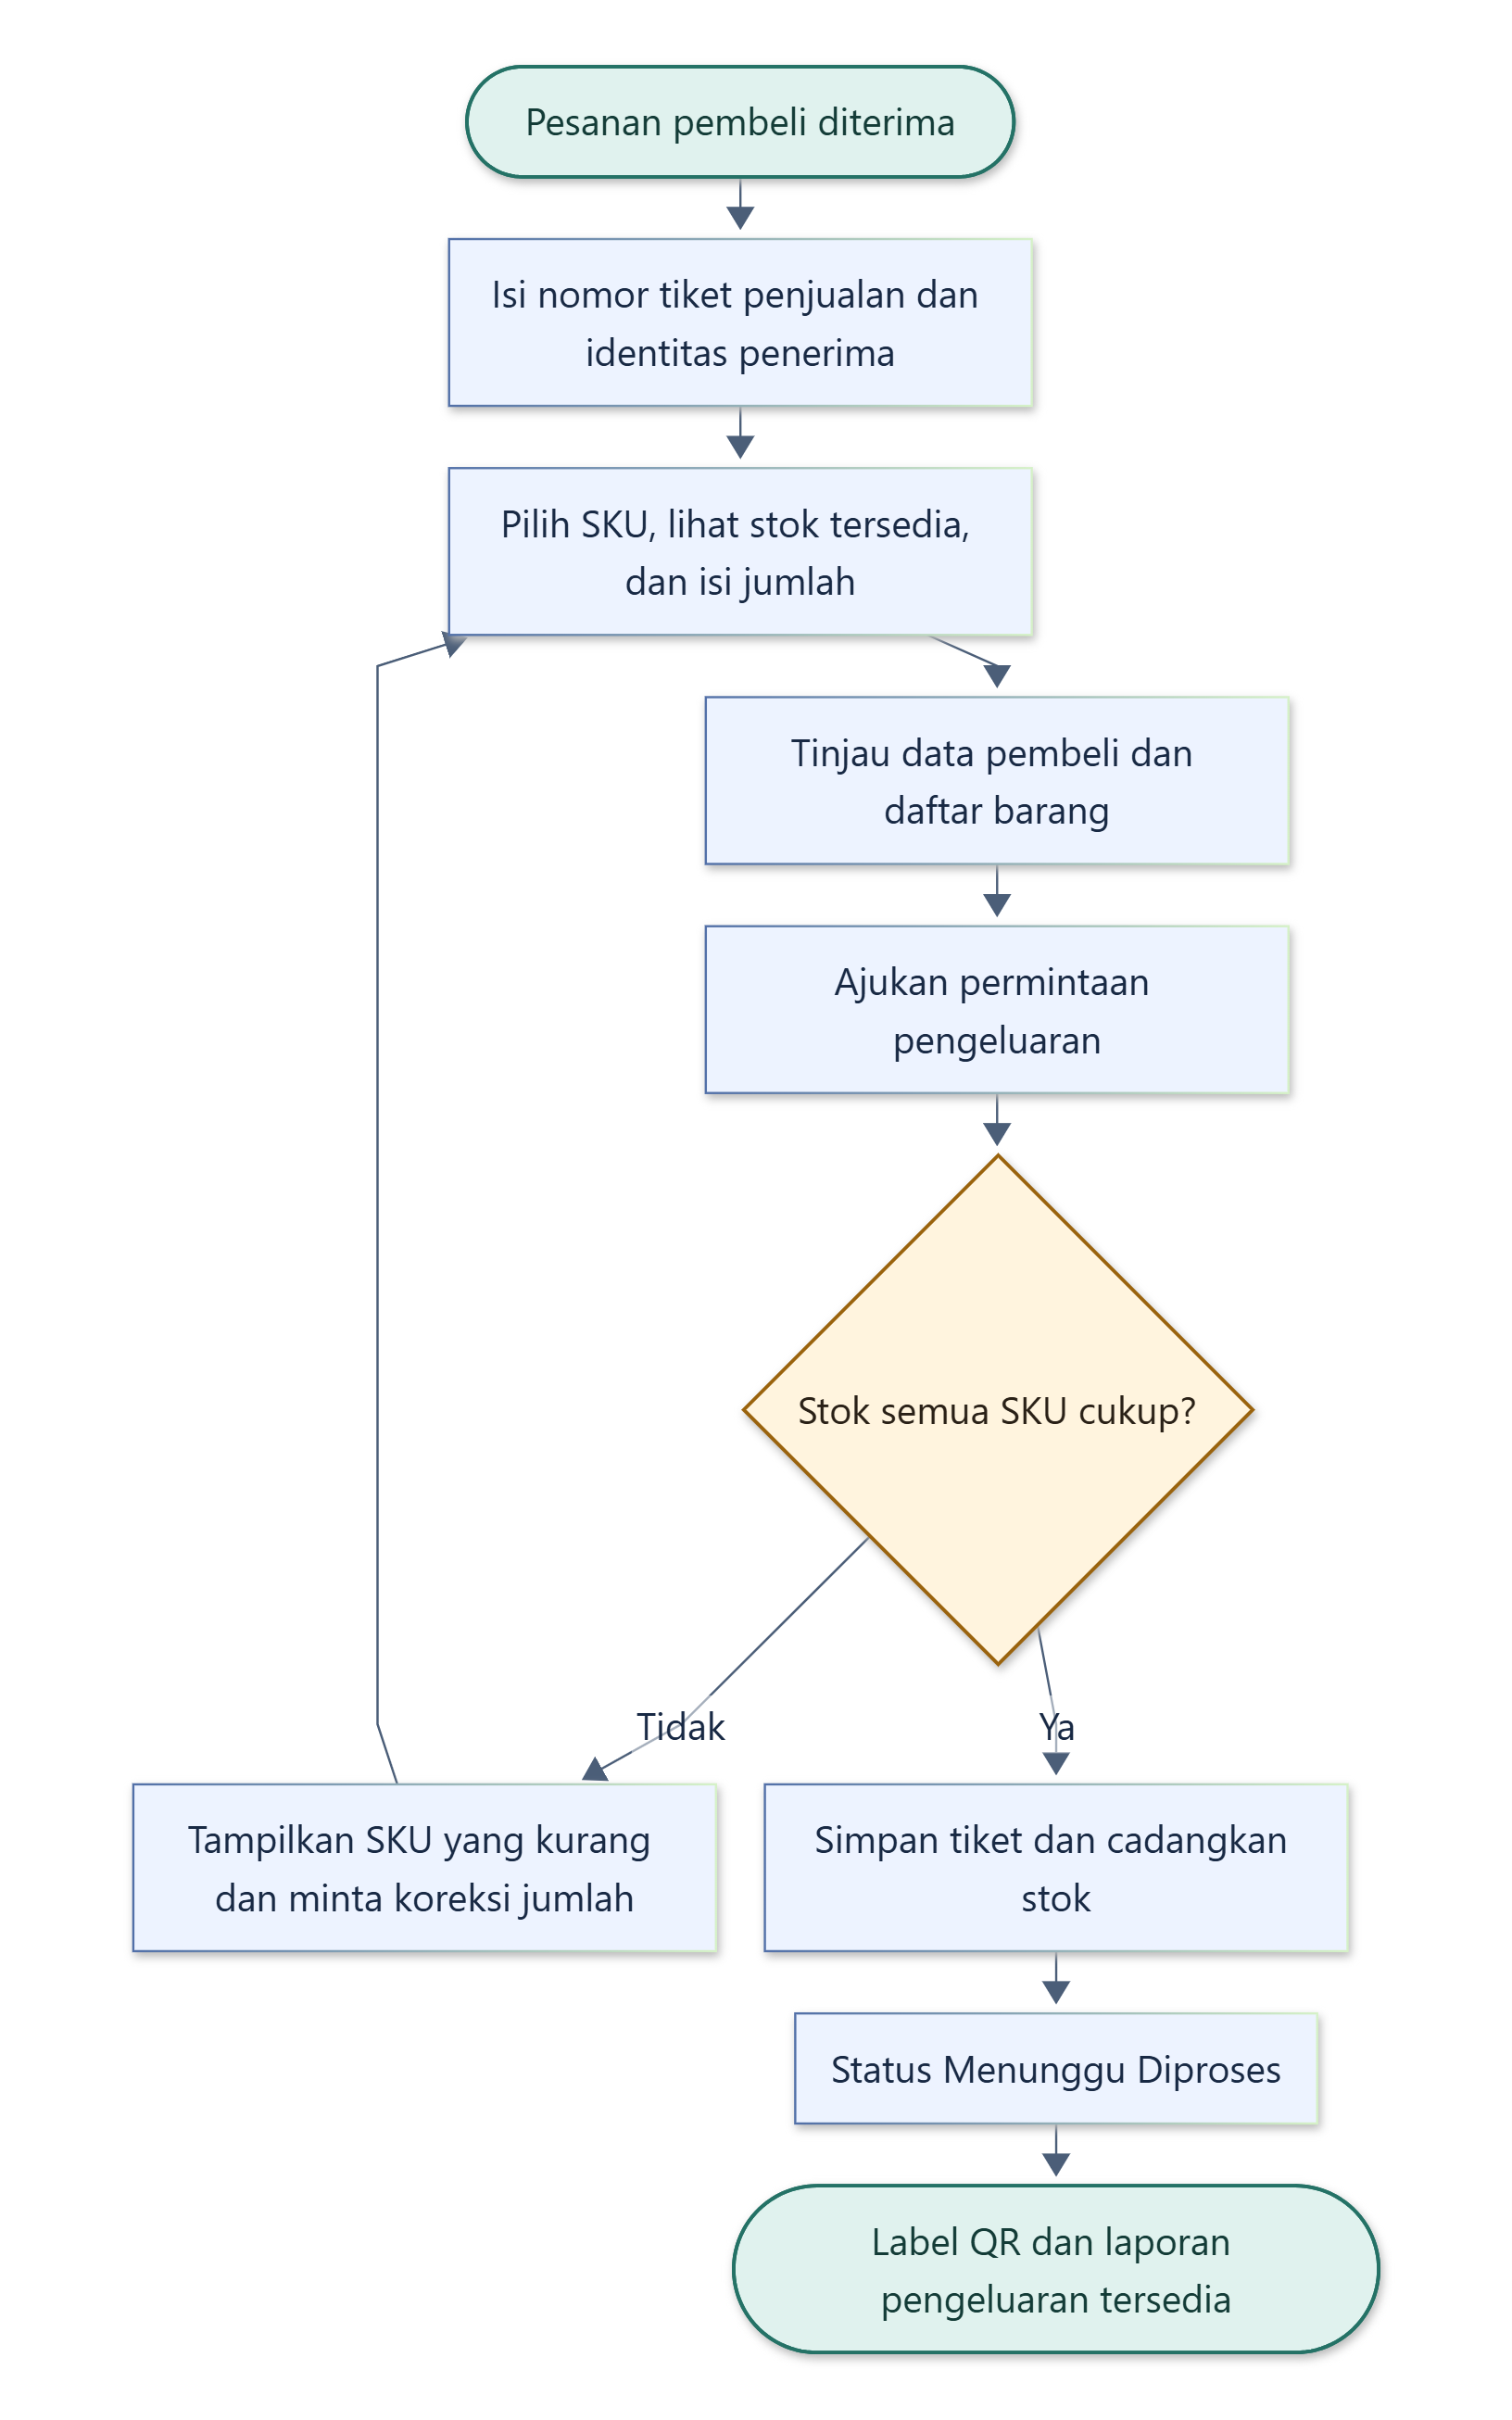 Pesanan pembeli diterima
Isi nomor tiket penjualan dan
identitas penerima
Pilih SKU, lihat stok tersedia,
dan isi jumlah
Tinjau data pembeli dan
daftar barang
Ajukan permintaan
pengeluaran
Stok semua SKU cukup?
Tidak
Ya
Tampilkan SKU yang kurang
dan minta koreksi jumlah
Simpan tiket dan cadangkan
stok
Status Menunggu Diproses
Label QR dan laporan
pengeluaran tersedia